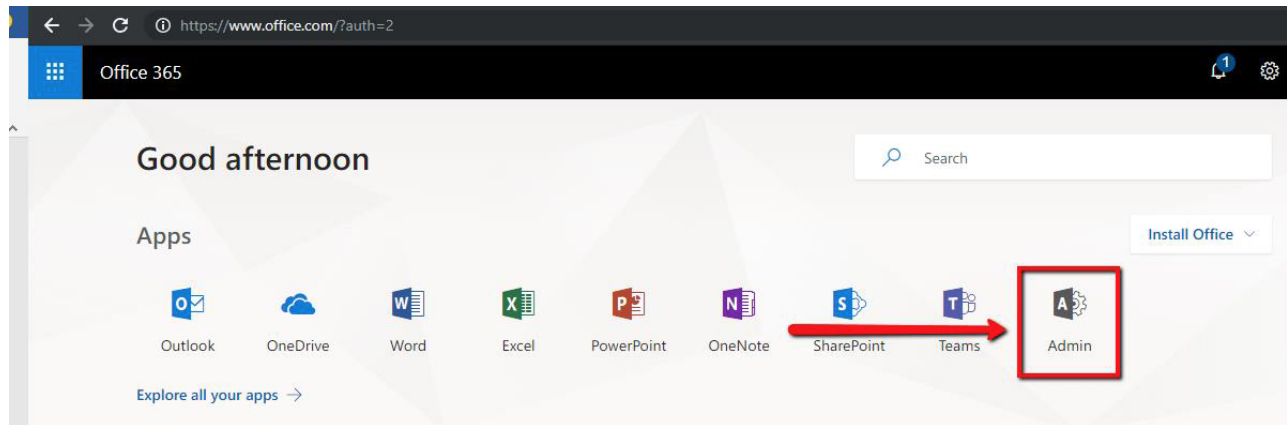 https://www.office.com/?auth=2
Office 365
1
Good afternoon
Search
Apps
Install Office
Outlook OneDrive Word Excel PowerPoint OneNote SharePoint Teams Admin
Explore all your apps